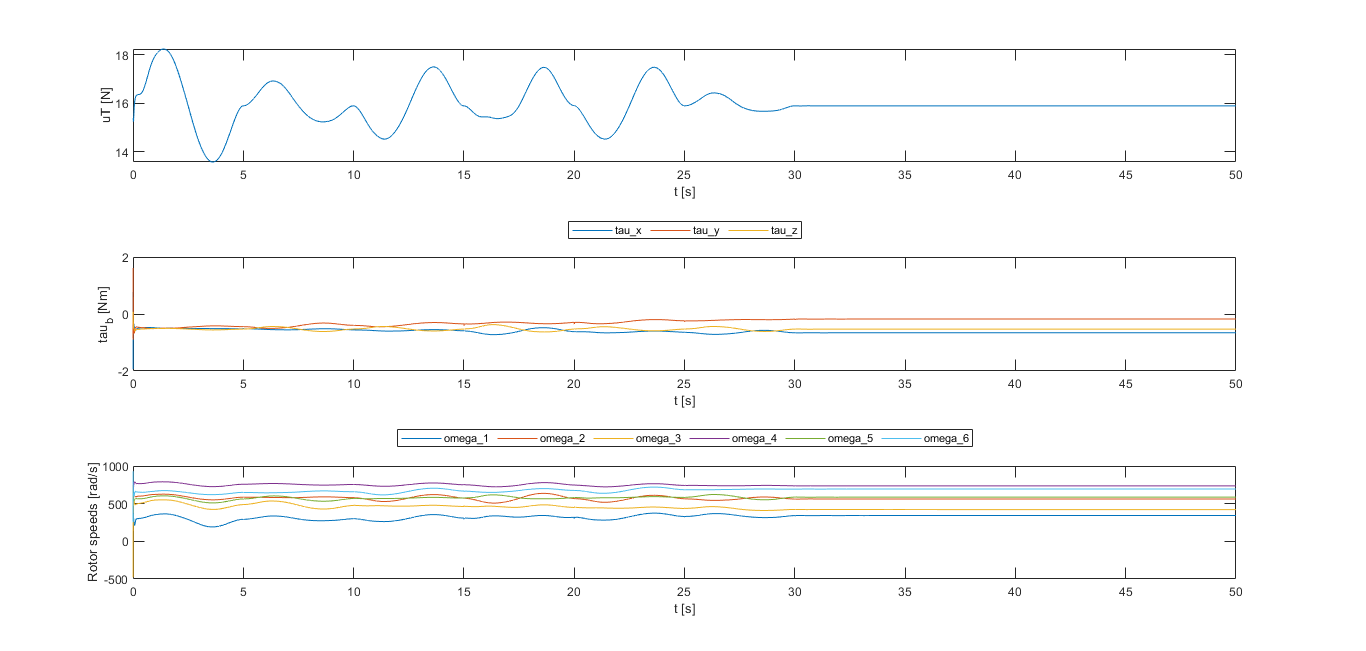 18
16
14
uT [N]
0 5 10 15 20 25 30 35 40 45 50
t [s]
tau_x tau_y tau_z
2
0
-2
tau_b [Nm]
0 5 10 15 20 25 30 35 40 45 50
t [s]
omega_1 omega_2 omega_3 omega_4 omega_5 omega_6
1000
500
0
-500
Rotor speeds [rad/s]
0 5 10 15 20 25 30 35 40 45 50
t [s]